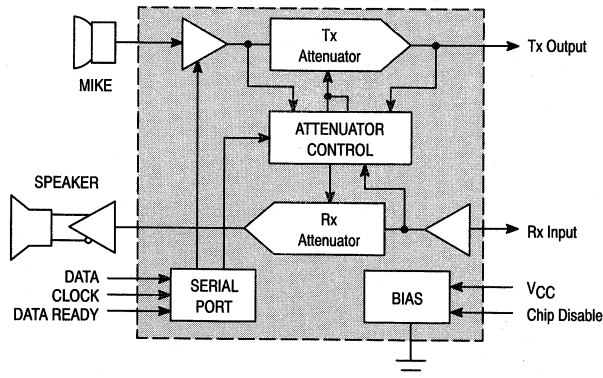 MIKE
Tx
Attenuator
Tx Output
ATTENUATOR
CONTROL
SPEAKER
Rx
Attenuator
Rx Input
DATA
CLOCK
DATA READY
SERIAL
PORT
BIAS
VCC
Chip Disable